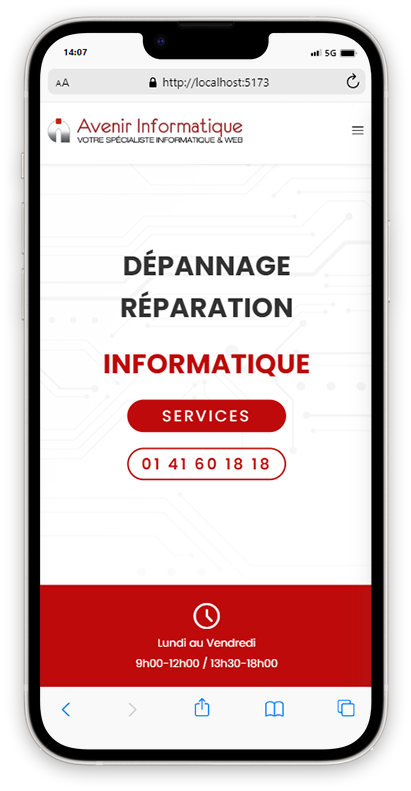 14:07
5G
AA
http://localhost:5173
Avenir Informatique
VOTRE SPÉCIALISTE INFORMATIQUE & WEB
DÉPANNAGE
RÉPARATION
INFORMATIQUE
SERVICES
01 41 60 18 18
Lundi au Vendredi
9h00-12h00 / 13h30-18h00